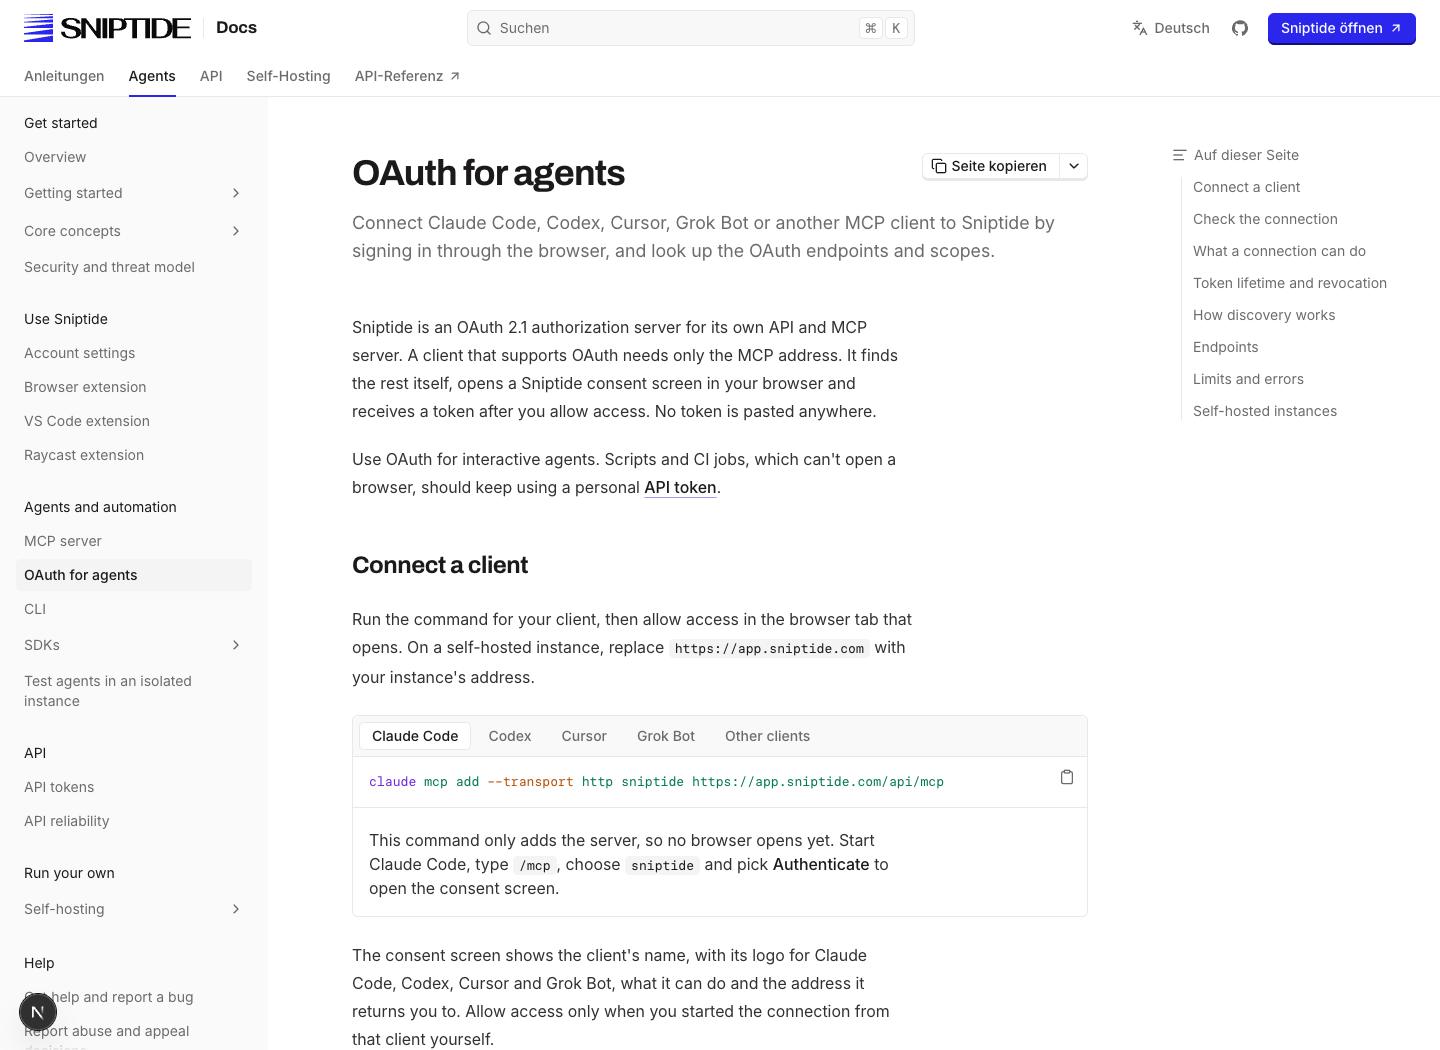 SNIPTIDE Docs
Suchen
⌘ K
Deutsch
Sniptide öffnen
Anleitungen
Agents
API
Self-Hosting
API-Referenz
Get started
Overview
Getting started
Core concepts
Security and threat model
Use Sniptide
Account settings
Browser extension
VS Code extension
Raycast extension
Agents and automation
MCP server
OAuth for agents
CLI
SDKs
Test agents in an isolated
instance
API
API tokens
API reliability
Run your own
Self-hosting
Help
help and report a bug
Report abuse and appeal
N
OAuth for agents
Seite kopieren
Connect Claude Code, Codex, Cursor, Grok Bot or another MCP client to Sniptide by
signing in through the browser, and look up the OAuth endpoints and scopes.
Sniptide is an OAuth 2.1 authorization server for its own API and MCP
server. A client that supports OAuth needs only the MCP address. It finds
the rest itself, opens a Sniptide consent screen in your browser and
receives a token after you allow access. No token is pasted anywhere.
Use OAuth for interactive agents. Scripts and CI jobs, which can't open a
browser, should keep using a personal API token.
Connect a client
Run the command for your client, then allow access in the browser tab that
opens. On a self-hosted instance, replace https://app.sniptide.com with
your instance's address.
Claude Code
Codex
Cursor
Grok Bot
Other clients
claude mcp add --transport http sniptide https://app.sniptide.com/api/mcp
This command only adds the server, so no browser opens yet. Start
Claude Code, type /mcp, choose sniptide and pick Authenticate to
open the consent screen.
The consent screen shows the client's name, with its logo for Claude
Code, Codex, Cursor and Grok Bot, what it can do and the address it
returns you to. Allow access only when you started the connection from
that client yourself.
Auf dieser Seite
Connect a client
Check the connection
What a connection can do
Token lifetime and revocation
How discovery works
Endpoints
Limits and errors
Self-hosted instances